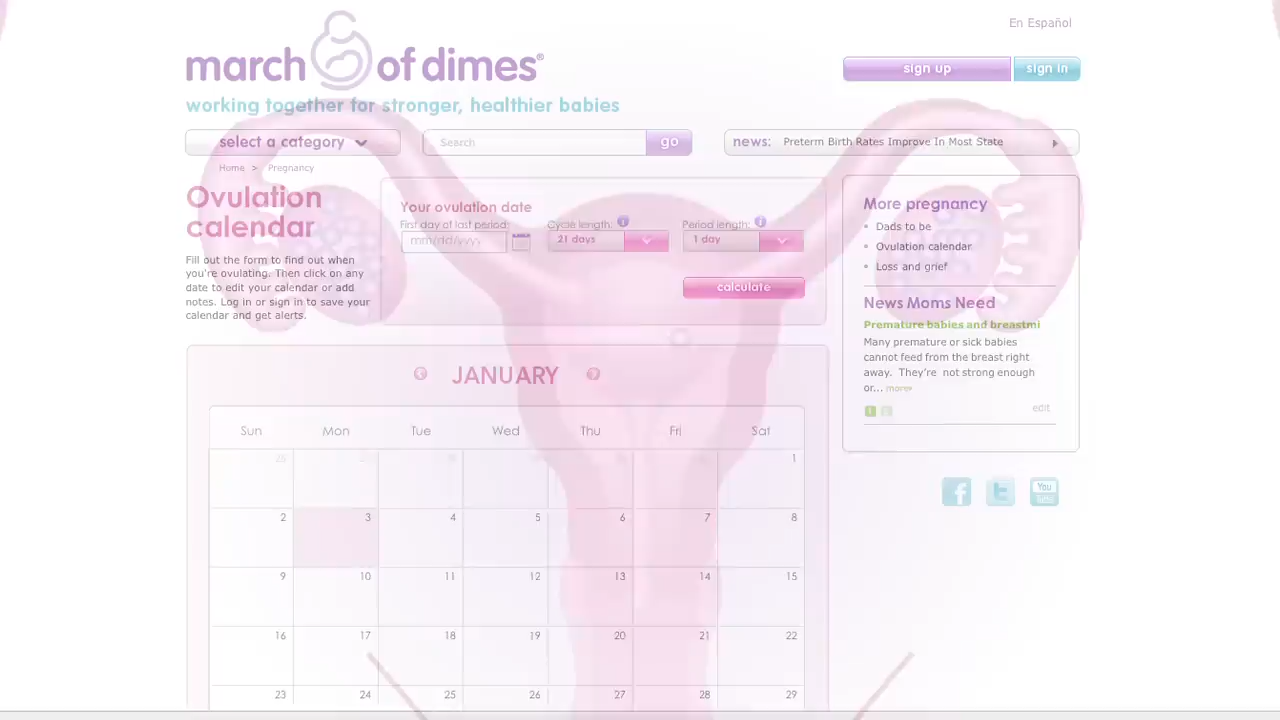 En Español
march of dimes®
working together for stronger, healthier babies
sign up
sign in
select a category
Search
go
news: Preterm Birth Rates Improve In Most State
Home > Pregnancy
Ovulation
calendar
Fill out the form to find out when
you're ovulating. Then click on any
date to edit your calendar or add
notes. Log in or sign in to save your
calendar and get alerts.
Your ovulation date
First day of last period:
Cycle length:
Period length:
mm/dd/yyyy
21 days
1 day
calculate
More pregnancy
• Dads to be
• Ovulation calendar
• Loss and grief
News Moms Need
Premature babies and breastmi
Many premature or sick babies
cannot feed from the breast right
away. They're not strong enough
or... more»
edit
JANUARY
Sun Mon Tue Wed Thu Fri Sat
1
2 3 4 5 6 7 8
9 10 11 12 13 14 15
16 17 18 19 20 21 22
23 24 25 26 27 28 29
f
t
You
Tube